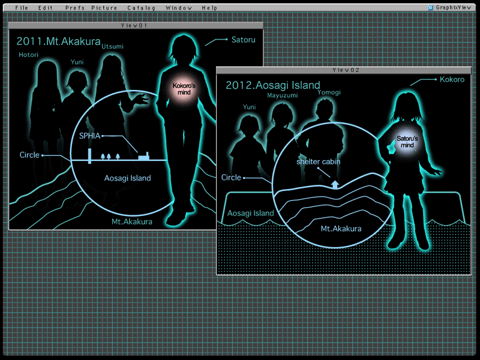 File Edit Prefs Picture Catalog Window Help
GraphixView
View01
2011.Mt.Akakura
Hotori
Yuni
Utsumi
Satoru
Kokoro's
mind
SPHIA
Circle
Aosagi Island
Mt.Akakura
View02
2012.Aosagi Island
Yuni
Mayuzumi
Yomogi
Kokoro
Satoru's
mind
shelter cabin
Circle
Aosagi Island
Mt.Akakura